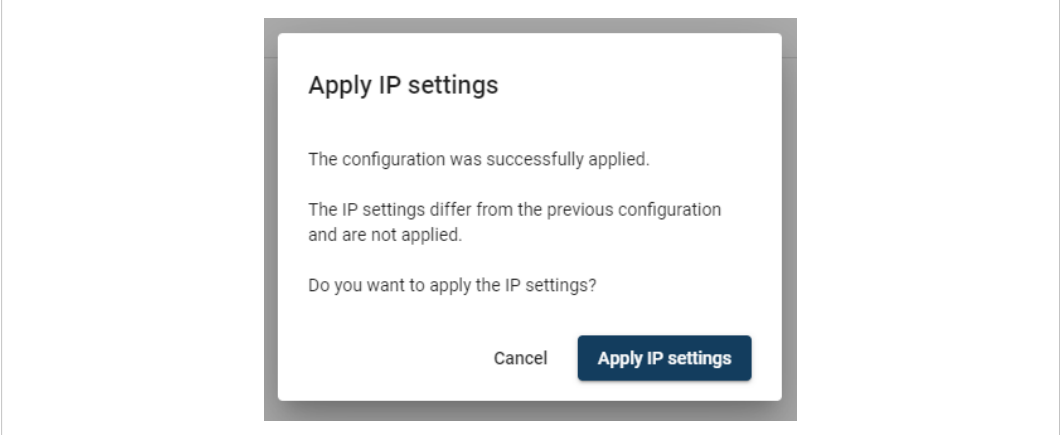 Apply IP settings
The configuration was successfully applied.
The IP settings differ from the previous configuration
and are not applied.
Do you want to apply the IP settings?
Cancel
Apply IP settings